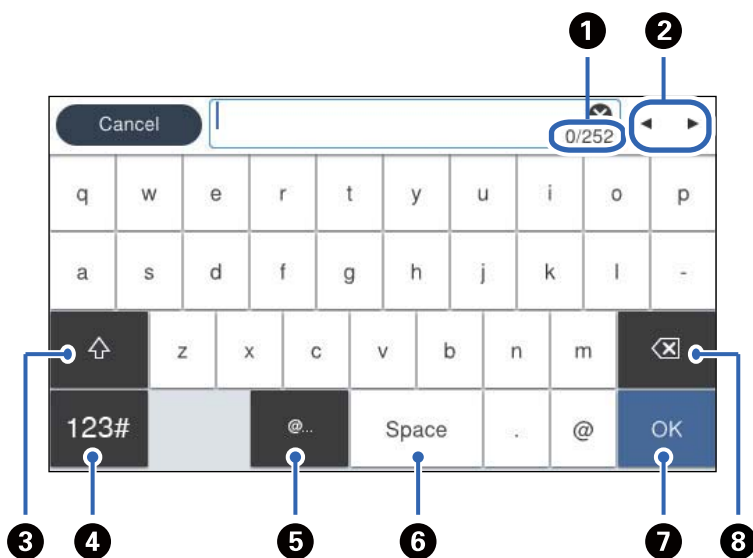 1 2
Cancel
0/252
q w e r t y u i o p
a s d f g h j k l -
z x c v b n m
123# @... Space . @ OK
3 4 5 6 7 8